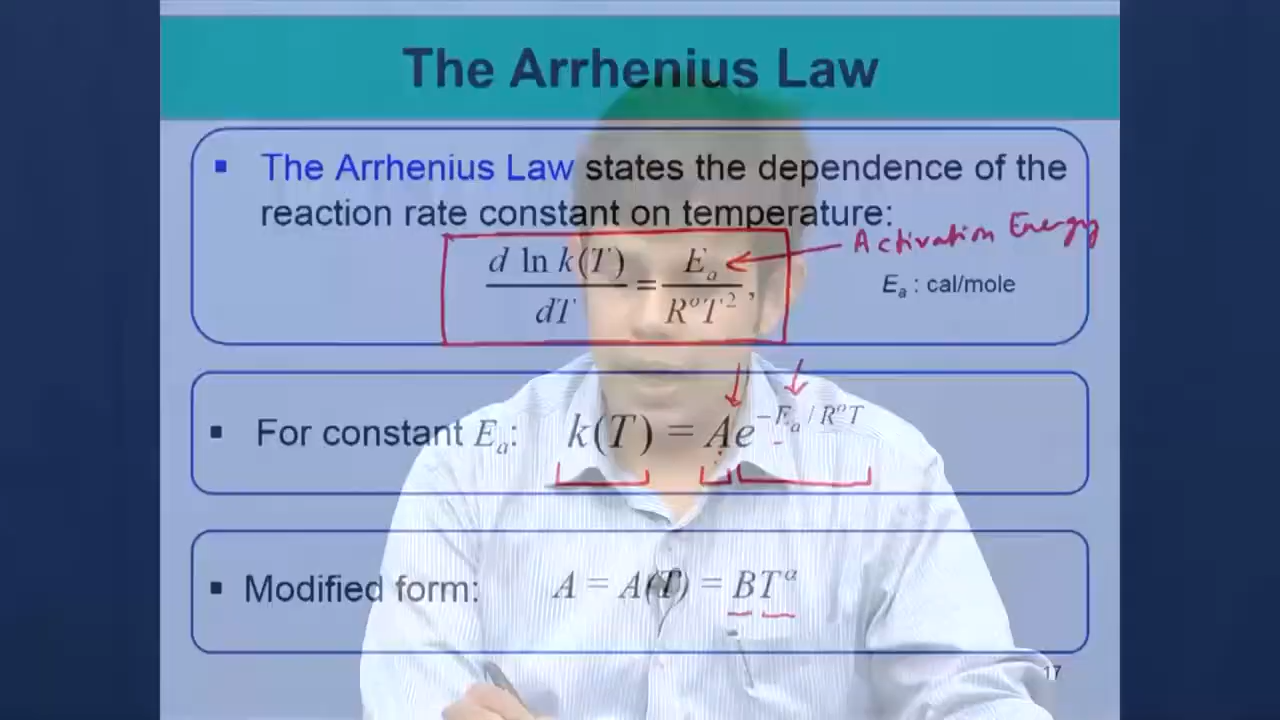 The Arrhenius Law
▪ The Arrhenius Law states the dependence of the
reaction rate constant on temperature:
d ln k(T) / dT = Eₐ / R°T²,
Activation Energy
Eₐ : cal/mole
▪ For constant Eₐ: k(T) = Ae^(−Eₐ / R°T)
▪ Modified form: A = A(T) = BT^α
17